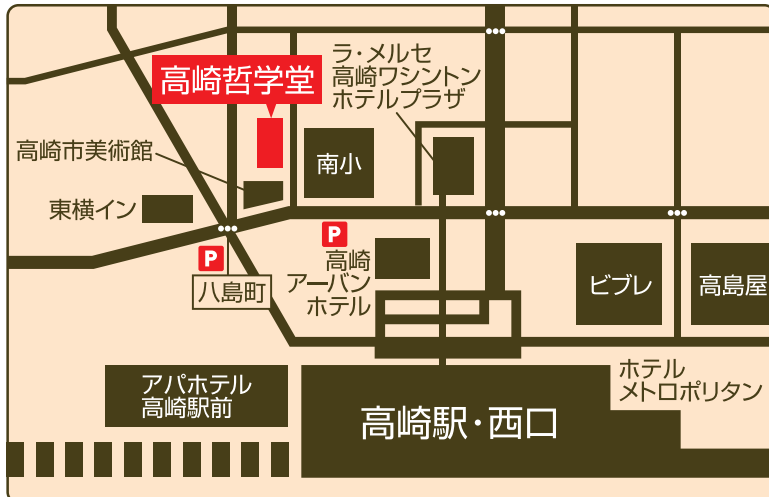 ラ・メルセ
高崎ワシントン
ホテルプラザ
高崎哲学堂
高崎市美術館
南小
東横イン
P
P
高崎
アーバン
ホテル
八島町
ビブレ
高島屋
ホテル
メトロポリタン
アパホテル
高崎駅前
高崎駅・西口